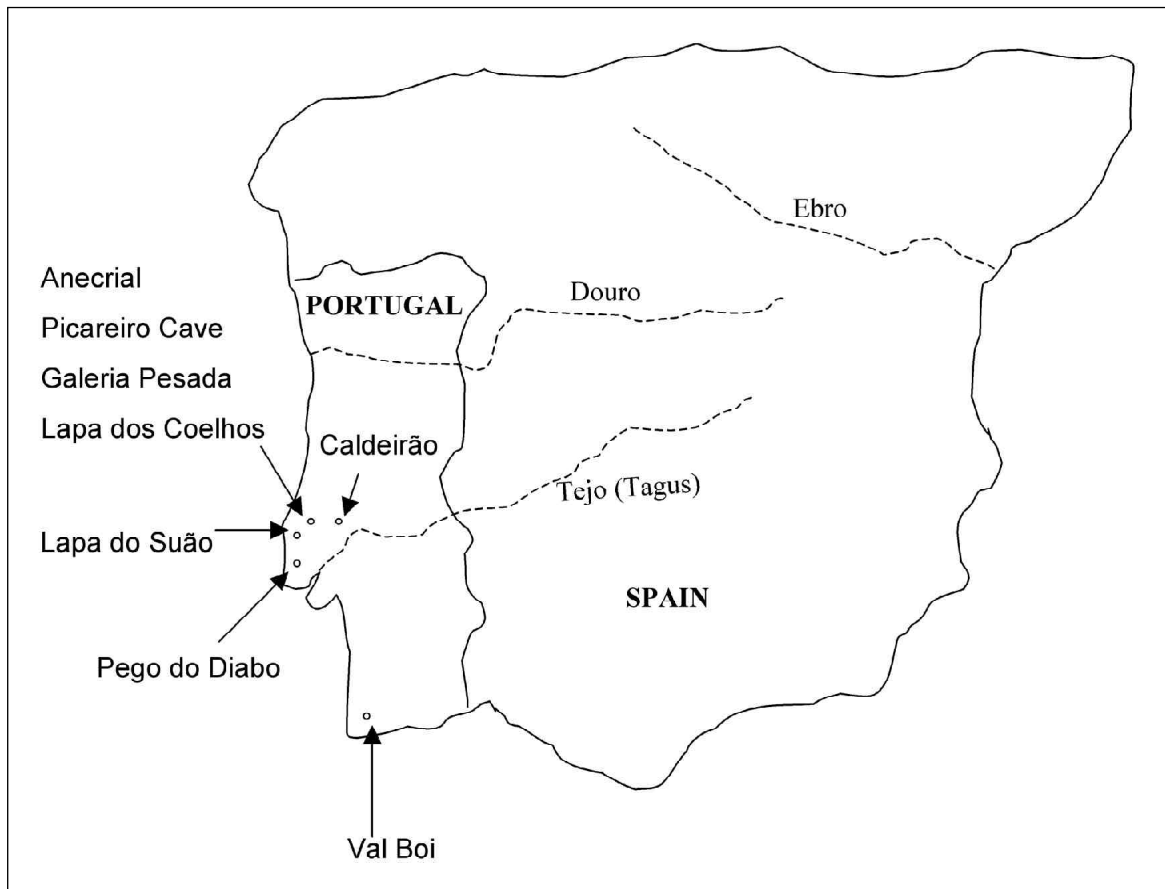 Ebro
Anecrial
Douro
PORTUGAL
Picareiro Cave
Galeria Pesada
Lapa dos Coelhos
Caldeirão
Tejo (Tagus)
Lapa do Suão
SPAIN
Pego do Diabo
Val Boi